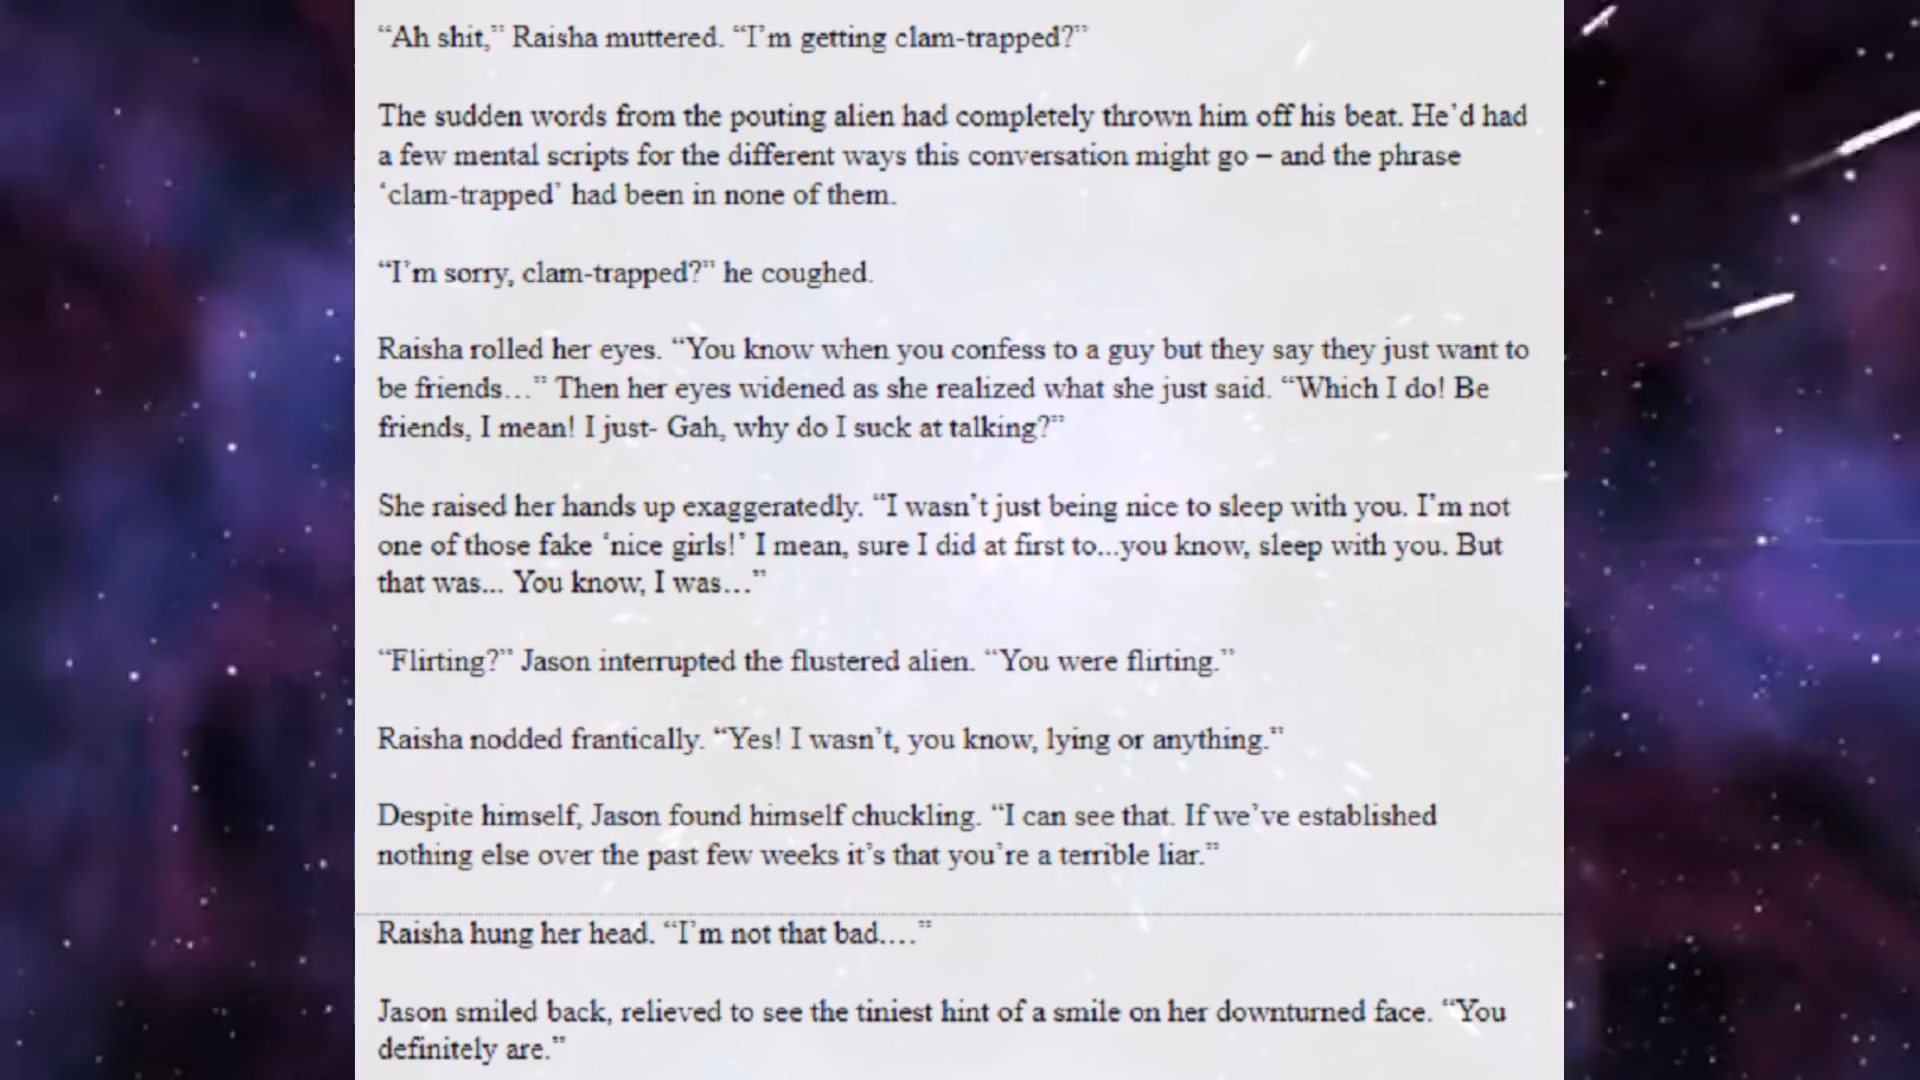 “Ah shit,” Raisha muttered. “I’m getting clam-trapped?”
The sudden words from the pouting alien had completely thrown him off his beat. He’d had
a few mental scripts for the different ways this conversation might go – and the phrase
‘clam-trapped’ had been in none of them.
“I’m sorry, clam-trapped?” he coughed.
Raisha rolled her eyes. “You know when you confess to a guy but they say they just want to
be friends…” Then her eyes widened as she realized what she just said. “Which I do! Be
friends, I mean! I just- Gah, why do I suck at talking?”
She raised her hands up exaggeratedly. “I wasn’t just being nice to sleep with you. I’m not
one of those fake ‘nice girls!’ I mean, sure I did at first to...you know, sleep with you. But
that was... You know, I was…”
“Flirting?” Jason interrupted the flustered alien. “You were flirting.”
Raisha nodded frantically. “Yes! I wasn’t, you know, lying or anything.”
Despite himself, Jason found himself chuckling. “I can see that. If we’ve established
nothing else over the past few weeks it’s that you’re a terrible liar.”
Raisha hung her head. “I’m not that bad….”
Jason smiled back, relieved to see the tiniest hint of a smile on her downturned face. “You
definitely are.”